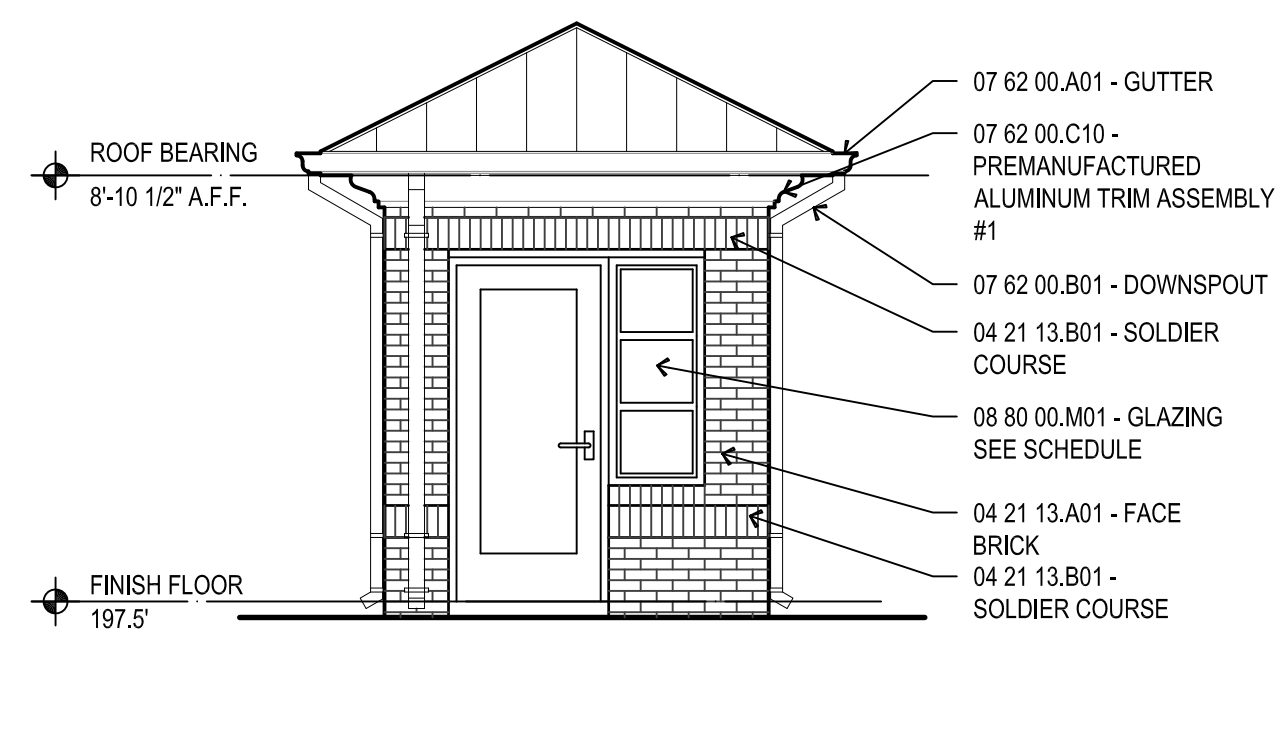 ROOF BEARING
8'-10 1/2" A.F.F.
FINISH FLOOR
197.5'
07 62 00.A01 - GUTTER
07 62 00.C10 -
PREMANUFACTURED
ALUMINUM TRIM ASSEMBLY
#1
07 62 00.B01 - DOWNSPOUT
04 21 13.B01 - SOLDIER
COURSE
08 80 00.M01 - GLAZING
SEE SCHEDULE
04 21 13.A01 - FACE
BRICK
04 21 13.B01 -
SOLDIER COURSE